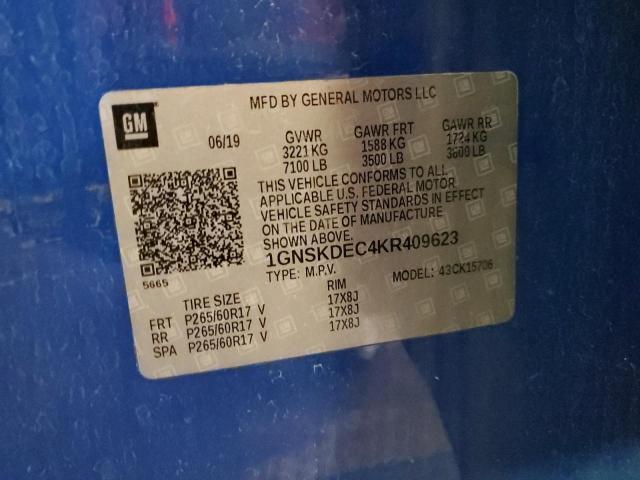 MFD BY GENERAL MOTORS LLC
GM
06/19 GVWR GAWR FRT GAWR RR
3221 KG 1588 KG 1724 KG
7100 LB 3500 LB 3800 LB
THIS VEHICLE CONFORMS TO ALL
APPLICABLE U.S. FEDERAL MOTOR
VEHICLE SAFETY STANDARDS IN EFFECT
ON THE DATE OF MANUFACTURE
SHOWN ABOVE.
1GNSKDEC4KR409623
5665 TYPE: M.P.V. MODEL: 43CK15706
TIRE SIZE RIM
FRT P265/60R17 V 17X8J
RR P265/60R17 V 17X8J
SPA P265/60R17 V 17X8J